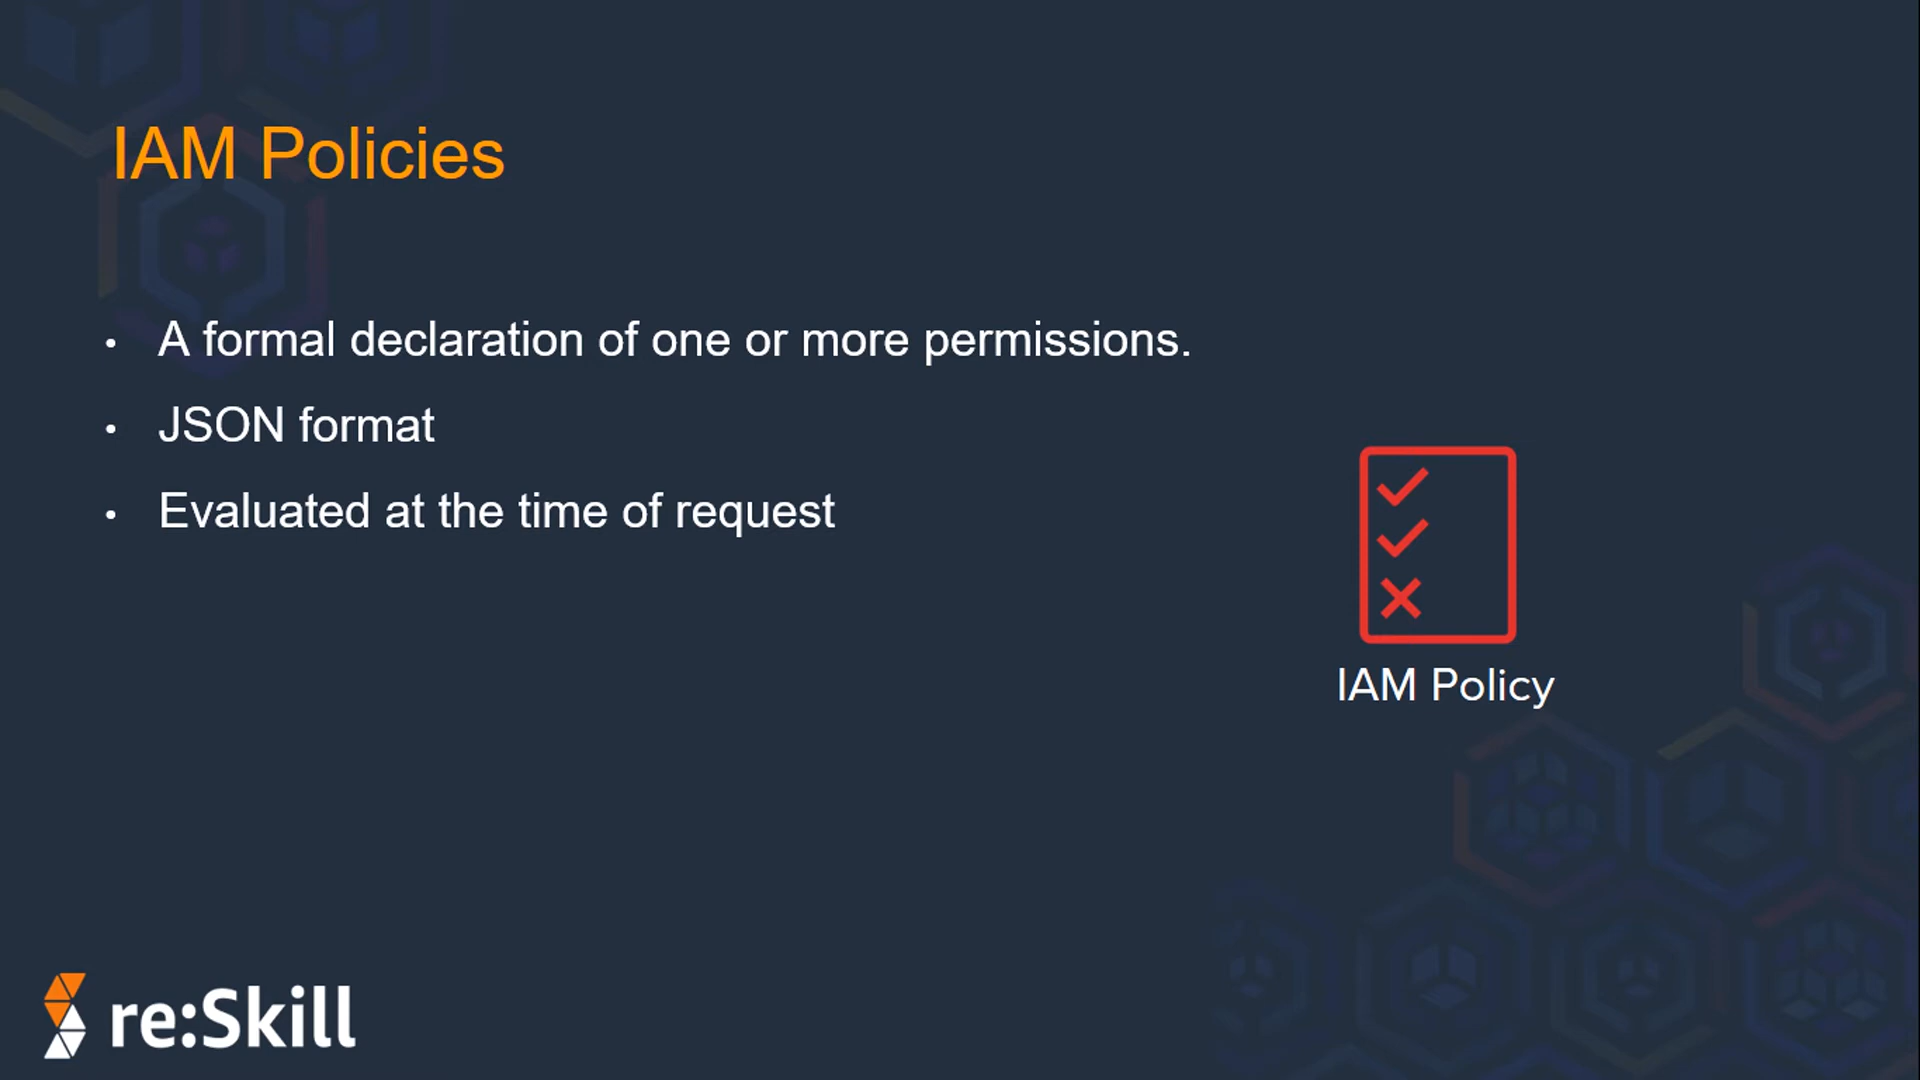 IAM Policies
• A formal declaration of one or more permissions.
• JSON format
• Evaluated at the time of request
IAM Policy
re:Skill